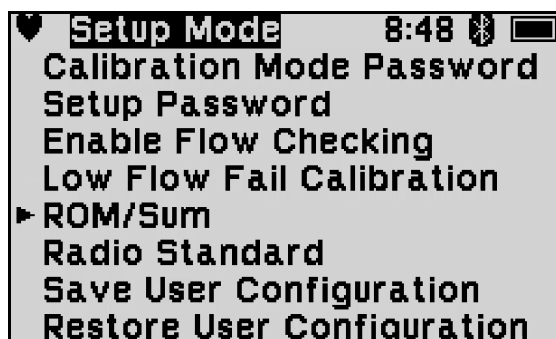 Setup Mode 8:48
Calibration Mode Password
Setup Password
Enable Flow Checking
Low Flow Fail Calibration
ROM/Sum
Radio Standard
Save User Configuration
Restore User Configuration